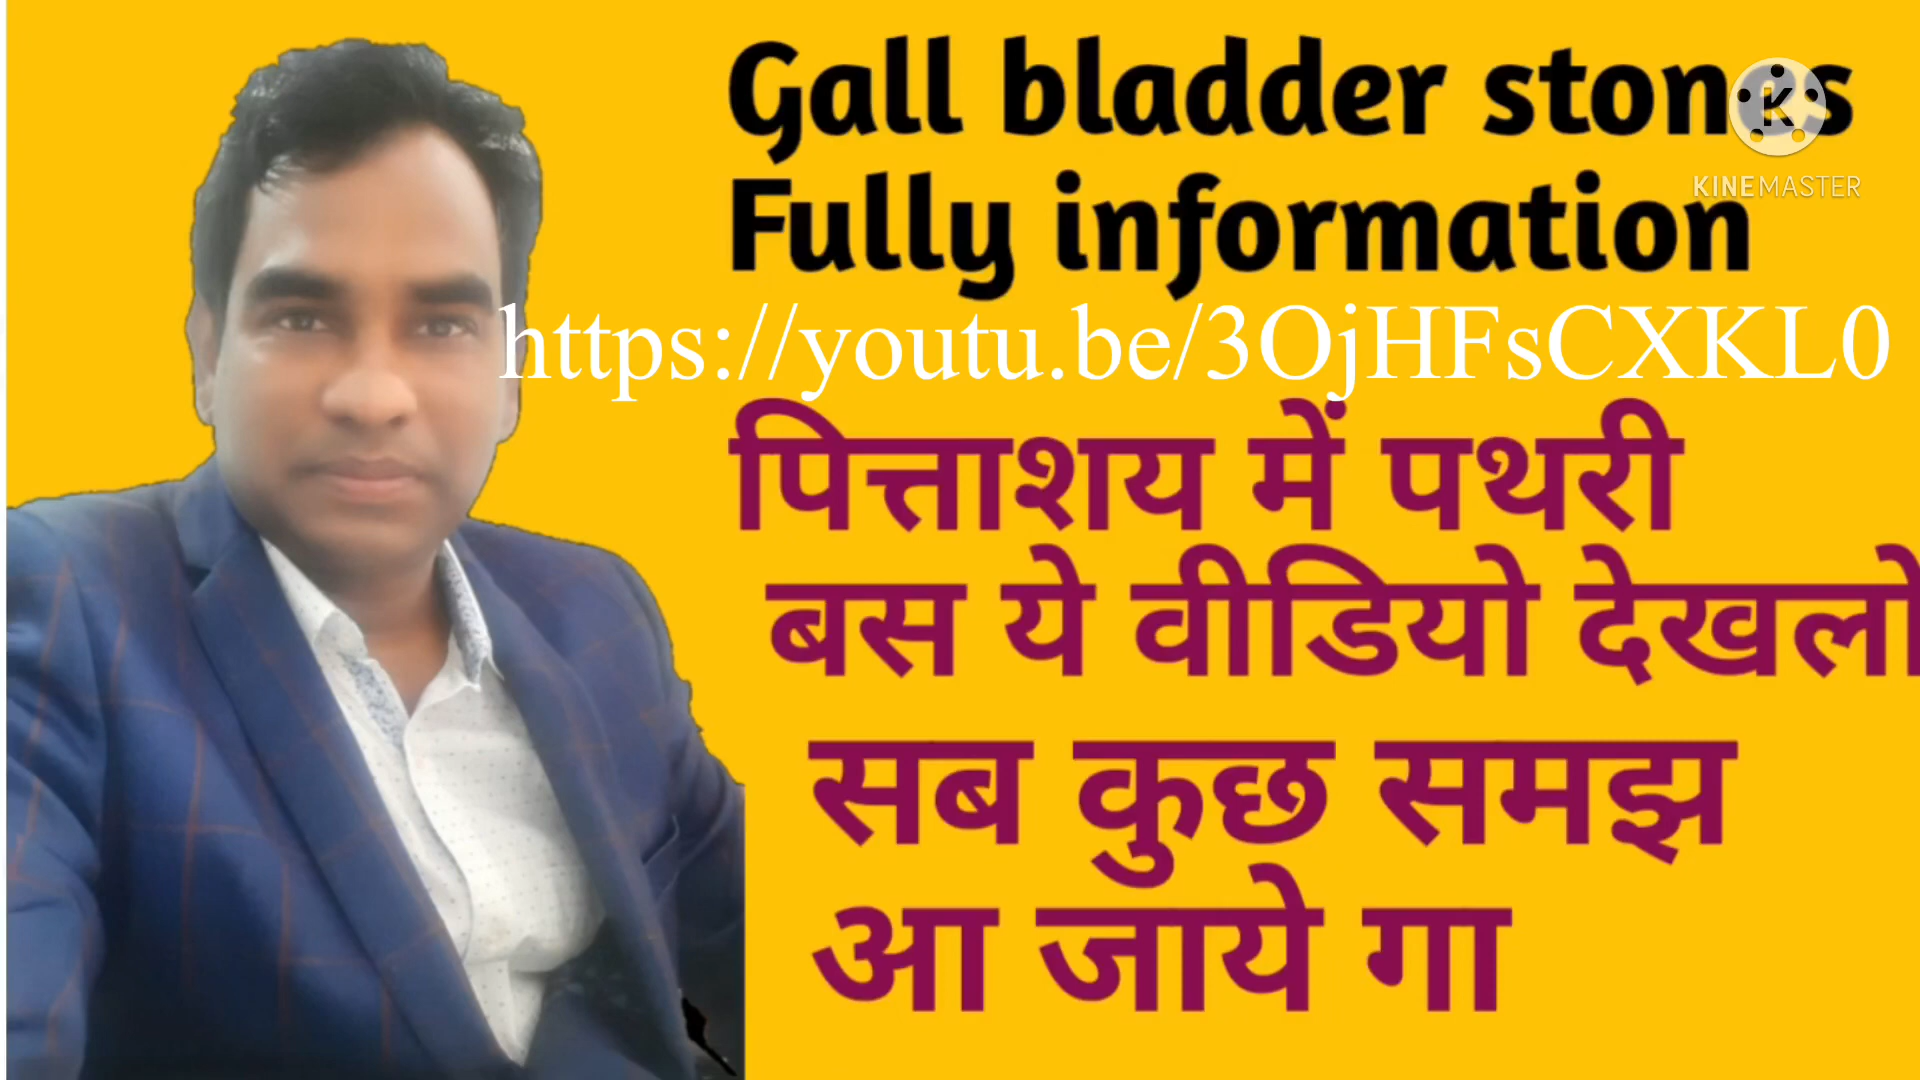 Gall bladder stones
KINEMASTER
Fully information
https://youtu.be/3OjHFsCXKL0
पित्ताशय में पथरी
बस ये वीडियो देखलो
सब कुछ समझ
आ जाये गा